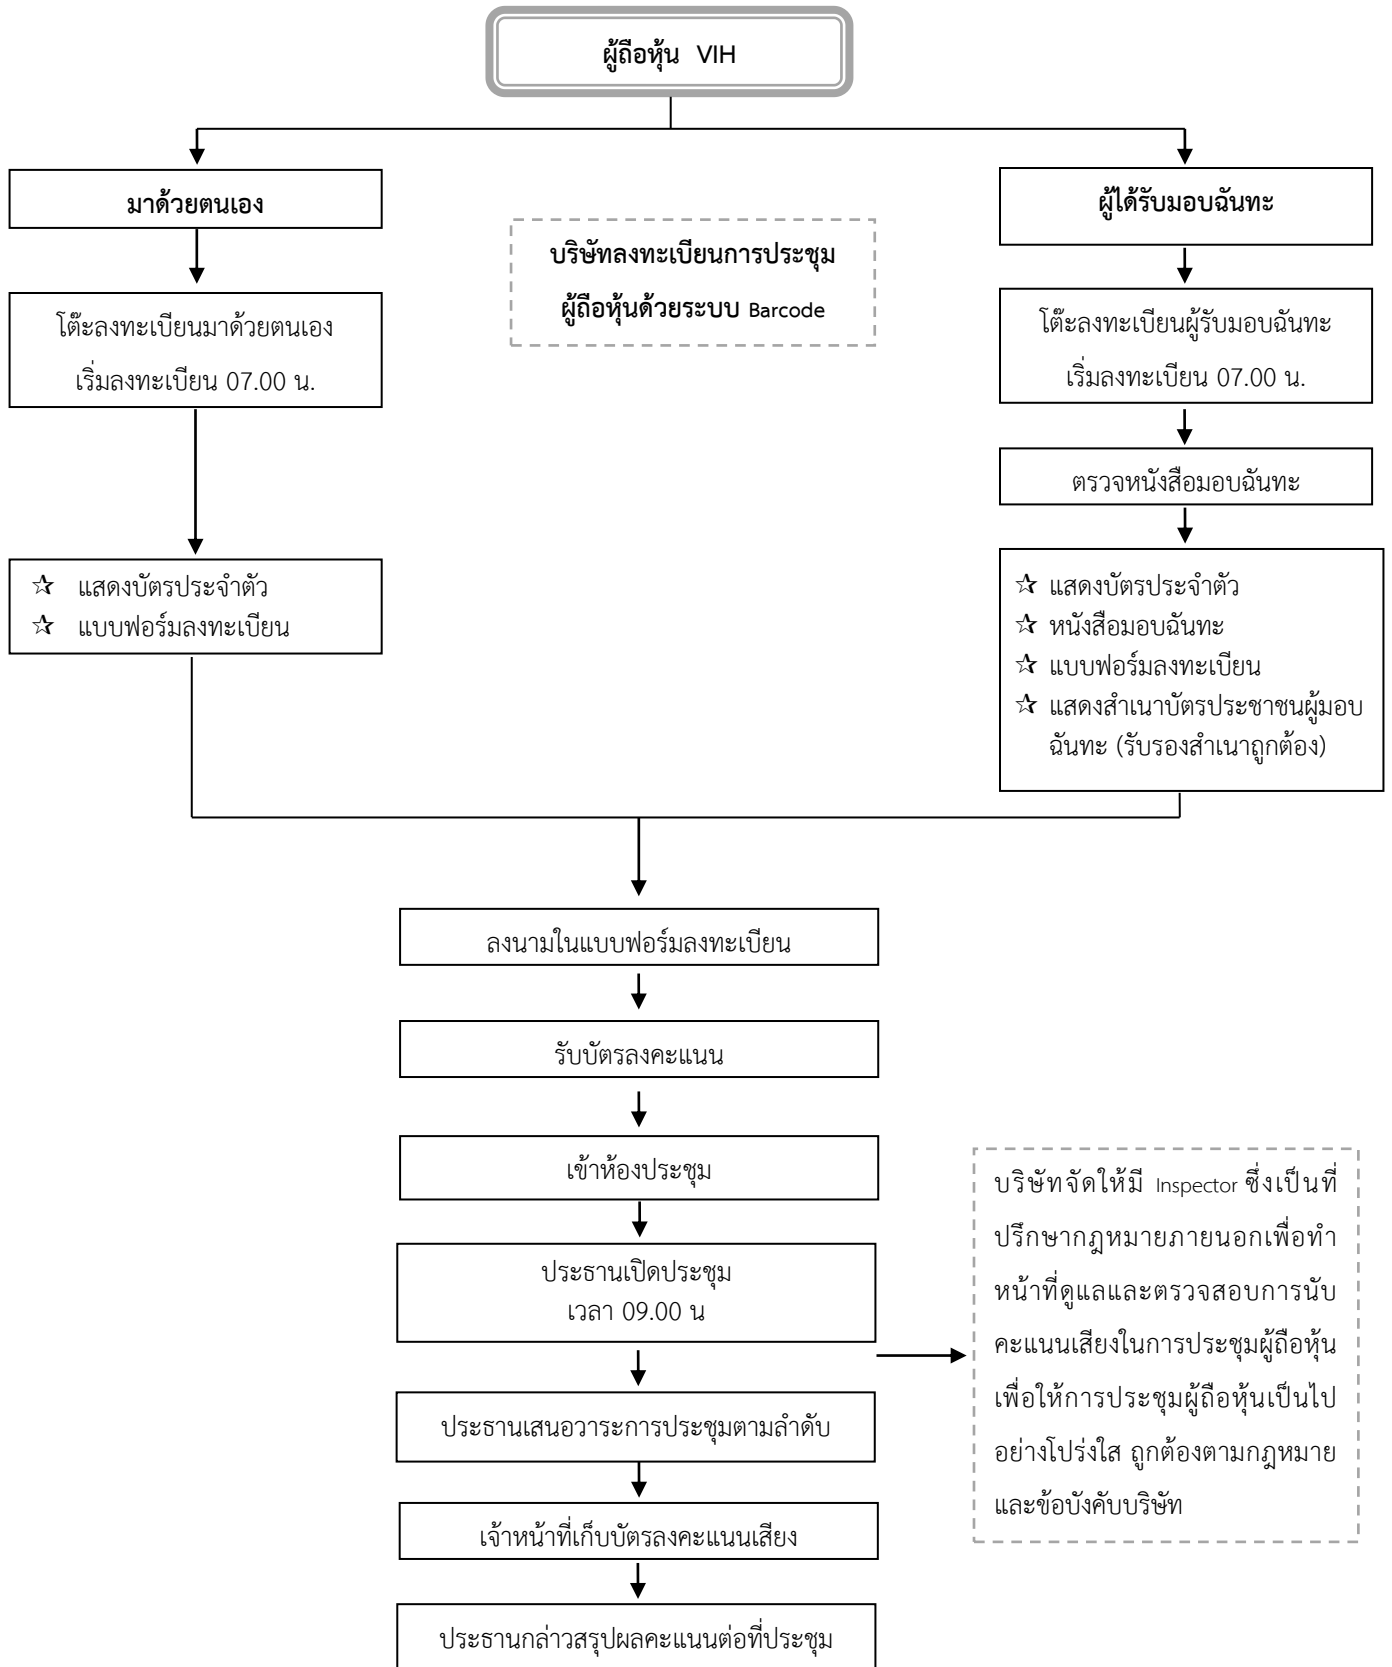 ผู้ถือหุ้น VIH
มาด้วยตนเอง
ผู้ได้รับมอบฉันทะ
บริษัทลงทะเบียนการประชุม
ผู้ถือหุ้นด้วยระบบ Barcode
โต๊ะลงทะเบียนมาด้วยตนเอง
เริ่มลงทะเบียน 07.00 น.
โต๊ะลงทะเบียนผู้รับมอบฉันทะ
เริ่มลงทะเบียน 07.00 น.
ตรวจหนังสือมอบฉันทะ
☆ แสดงบัตรประจำตัว
☆ แบบฟอร์มลงทะเบียน
☆ แสดงบัตรประจำตัว
☆ หนังสือมอบฉันทะ
☆ แบบฟอร์มลงทะเบียน
☆ แสดงสำเนาบัตรประชาชนผู้มอบ
ฉันทะ (รับรองสำเนาถูกต้อง)
ลงนามในแบบฟอร์มลงทะเบียน
รับบัตรลงคะแนน
เข้าห้องประชุม
ประธานเปิดประชุม
เวลา 09.00 น
บริษัทจัดให้มี Inspector ซึ่งเป็นที่
ปรึกษากฎหมายภายนอกเพื่อทำ
หน้าที่ดูแลและตรวจสอบการนับ
คะแนนเสียงในการประชุมผู้ถือหุ้น
เพื่อให้การประชุมผู้ถือหุ้นเป็นไป
อย่างโปร่งใส ถูกต้องตามกฎหมาย
และข้อบังคับบริษัท
ประธานเสนอวาระการประชุมตามลำดับ
เจ้าหน้าที่เก็บบัตรลงคะแนนเสียง
ประธานกล่าวสรุปผลคะแนนต่อที่ประชุม